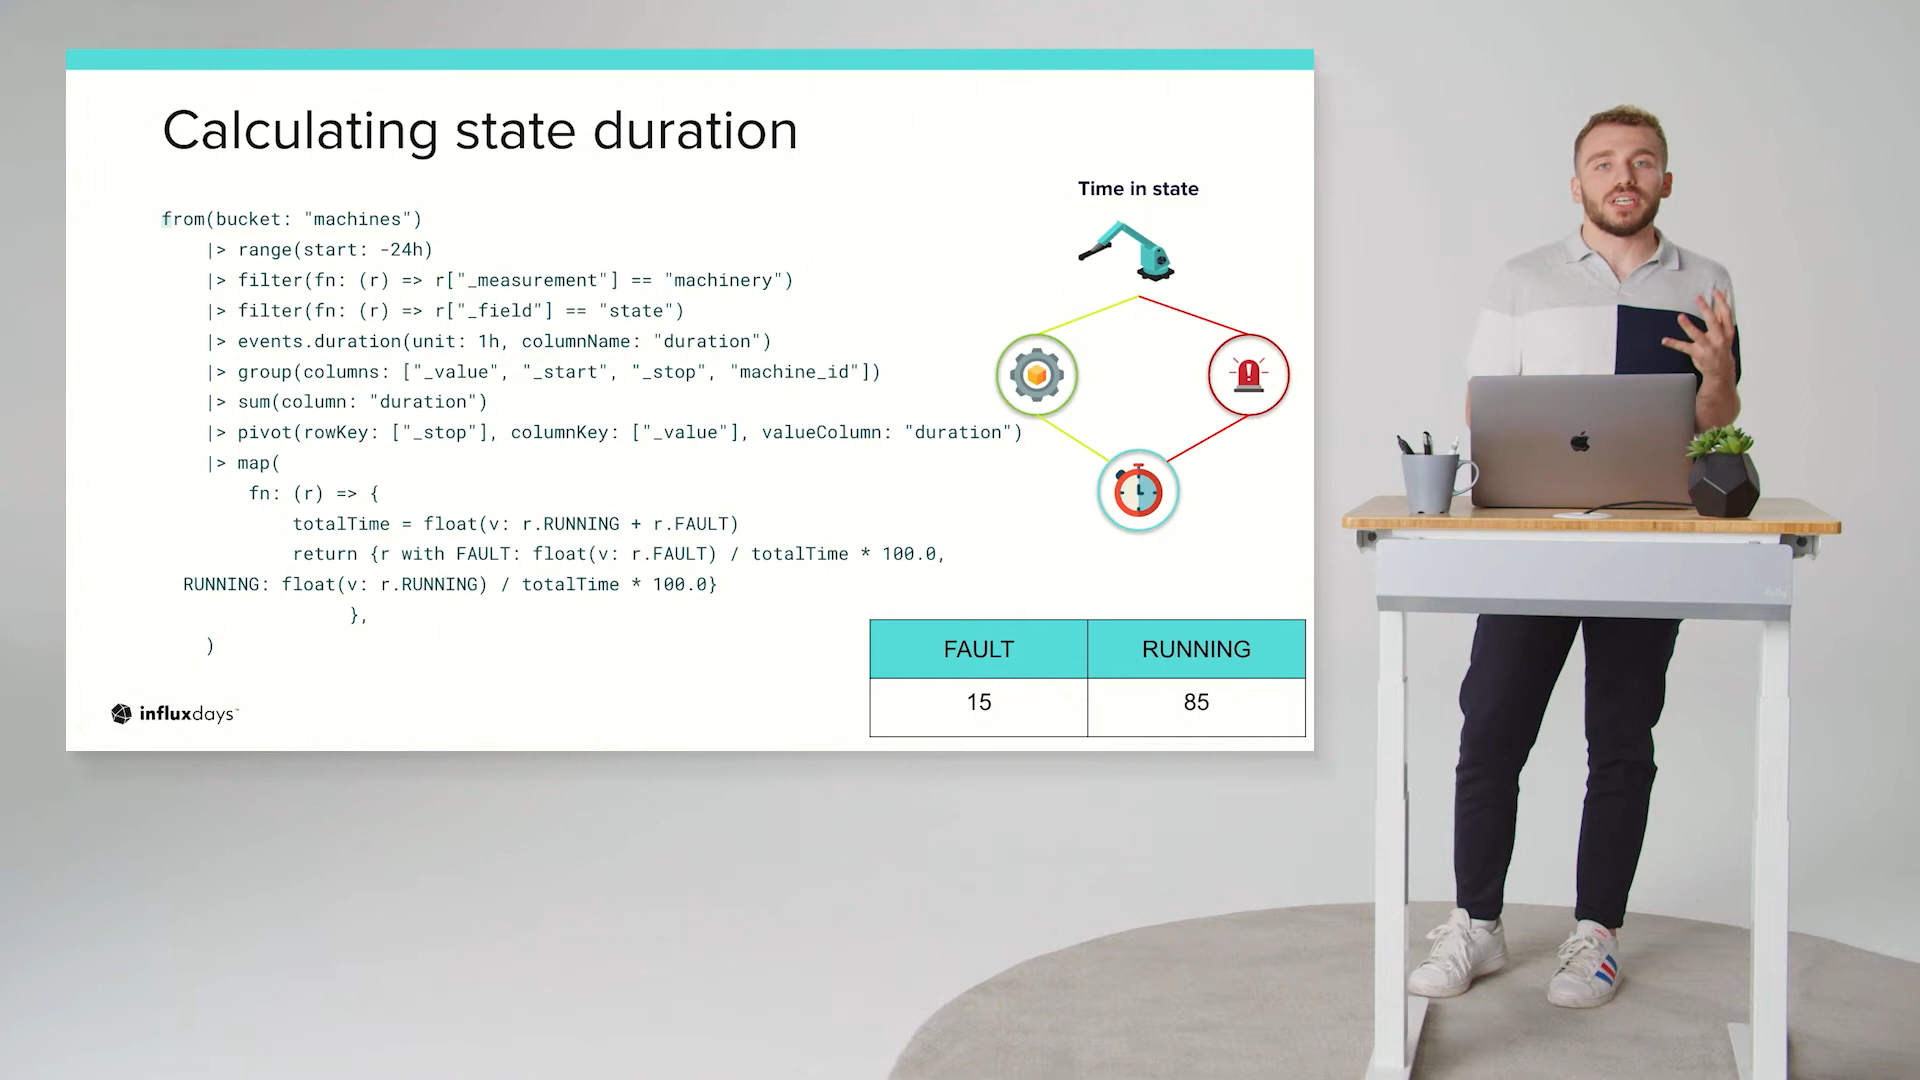 Calculating state duration
from(bucket: "machines")
|> range(start: -24h)
|> filter(fn: (r) => r["_measurement"] == "machinery")
|> filter(fn: (r) => r["_field"] == "state")
|> events.duration(unit: 1h, columnName: "duration")
|> group(columns: ["_value", "_start", "_stop", "machine_id"])
|> sum(column: "duration")
|> pivot(rowKey: ["_stop"], columnKey: ["_value"], valueColumn: "duration")
|> map(
fn: (r) => {
totalTime = float(v: r.RUNNING + r.FAULT)
return {r with FAULT: float(v: r.FAULT) / totalTime * 100.0,
RUNNING: float(v: r.RUNNING) / totalTime * 100.0}
},
)
Time in state
FAULT RUNNING
15 85
influxdays™